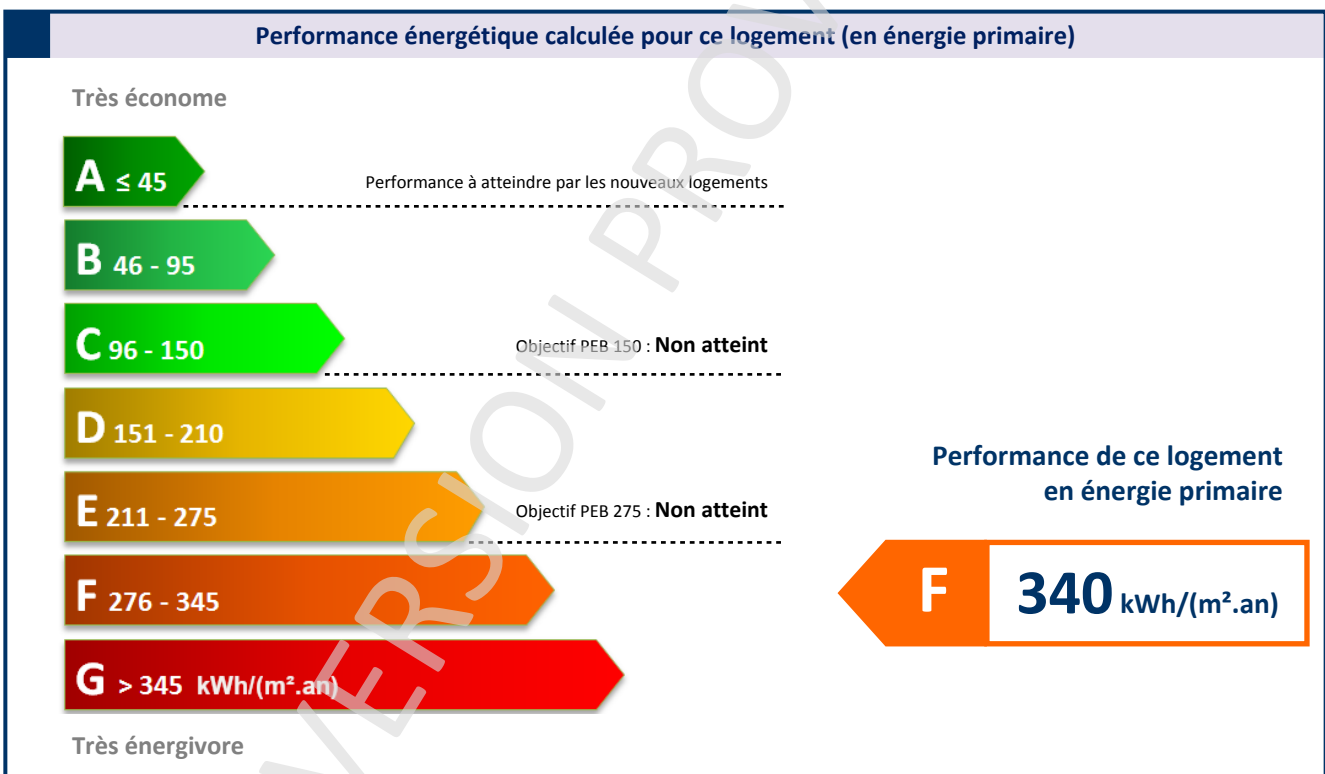 Performance énergétique calculée pour ce logement (en énergie primaire)
Très économe
A ≤ 45
Performance à atteindre par les nouveaux logements
B 46 - 95
C 96 - 150
Objectif PEB 150 : Non atteint
D 151 - 210
E 211 - 275
Objectif PEB 275 : Non atteint
F 276 - 345
G > 345 kWh/(m².an)
Très énergivore
Performance de ce logement
en énergie primaire
F 340 kWh/(m².an)
VERSION PROV